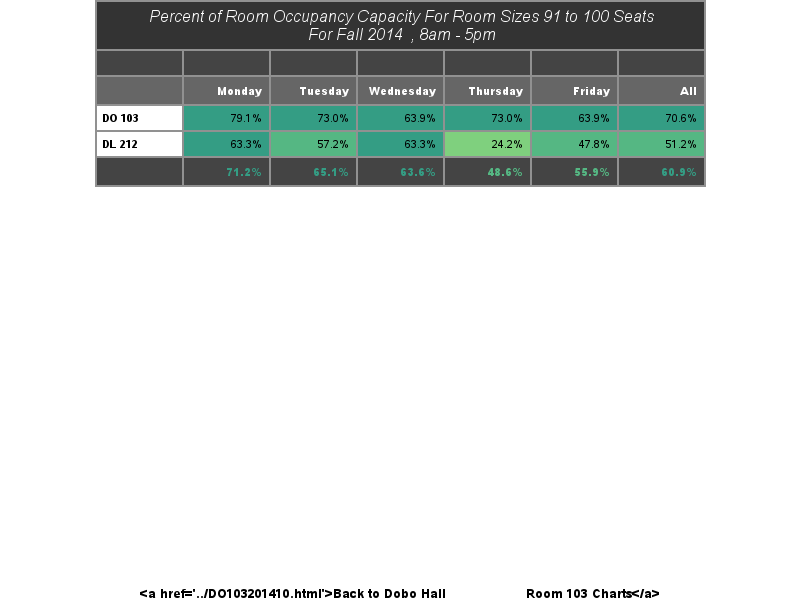 Percent of Room Occupancy Capacity For Room Sizes 91 to 100 Seats
For Fall 2014 , 8am - 5pm
Monday Tuesday Wednesday Thursday Friday All
DO 103 79.1% 73.0% 63.9% 73.0% 63.9% 70.6%
DL 212 63.3% 57.2% 63.3% 24.2% 47.8% 51.2%
71.2% 65.1% 63.6% 48.6% 55.9% 60.9%
<a href='../DO103201410.html'>Back to Dobo Hall Room 103 Charts</a>